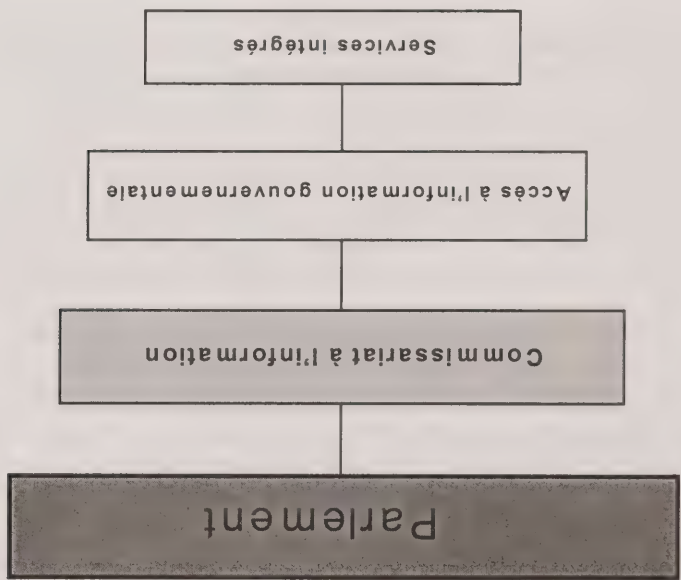 Parlement
Commissariat à l'information
Accès à l'information gouvernementale
Services intégrés